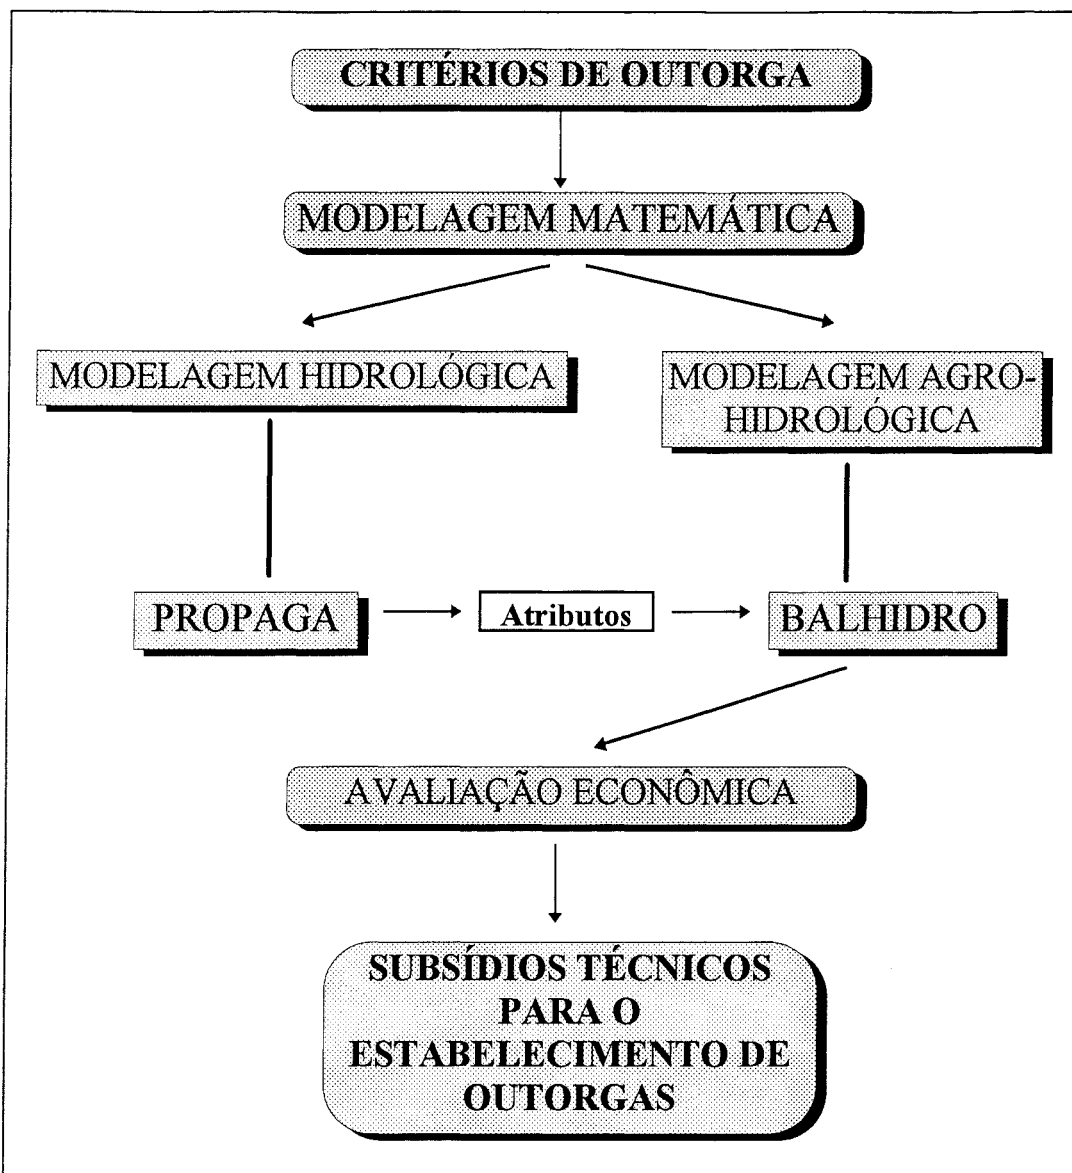 CRITÉRIOS DE OUTORGA
MODELAGEM MATEMÁTICA
MODELAGEM HIDROLÓGICA
MODELAGEM AGRO-
HIDROLÓGICA
PROPAGA
Atributos
BALHIDRO
AVALIAÇÃO ECONÔMICA
SUBSÍDIOS TÉCNICOS
PARA O
ESTABELECIMENTO DE
OUTORGAS